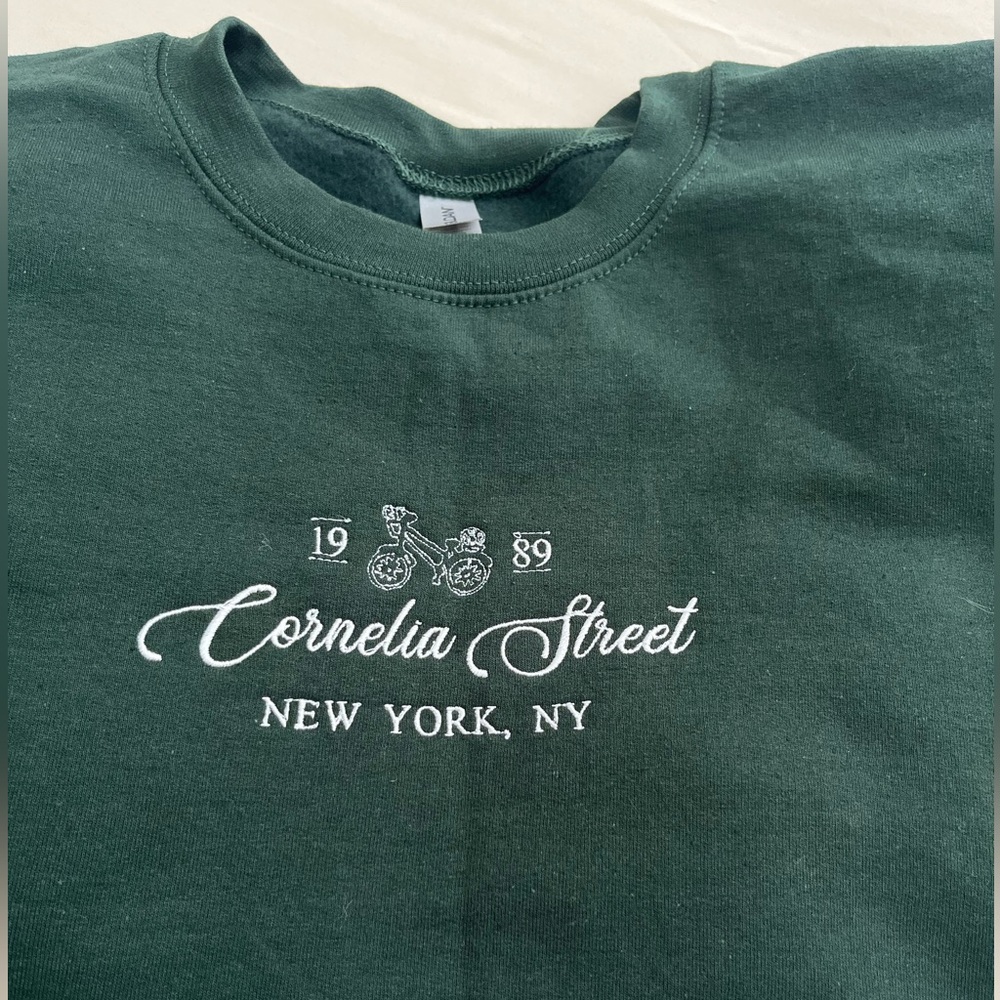 19 89
Cornelia Street
NEW YORK, NY